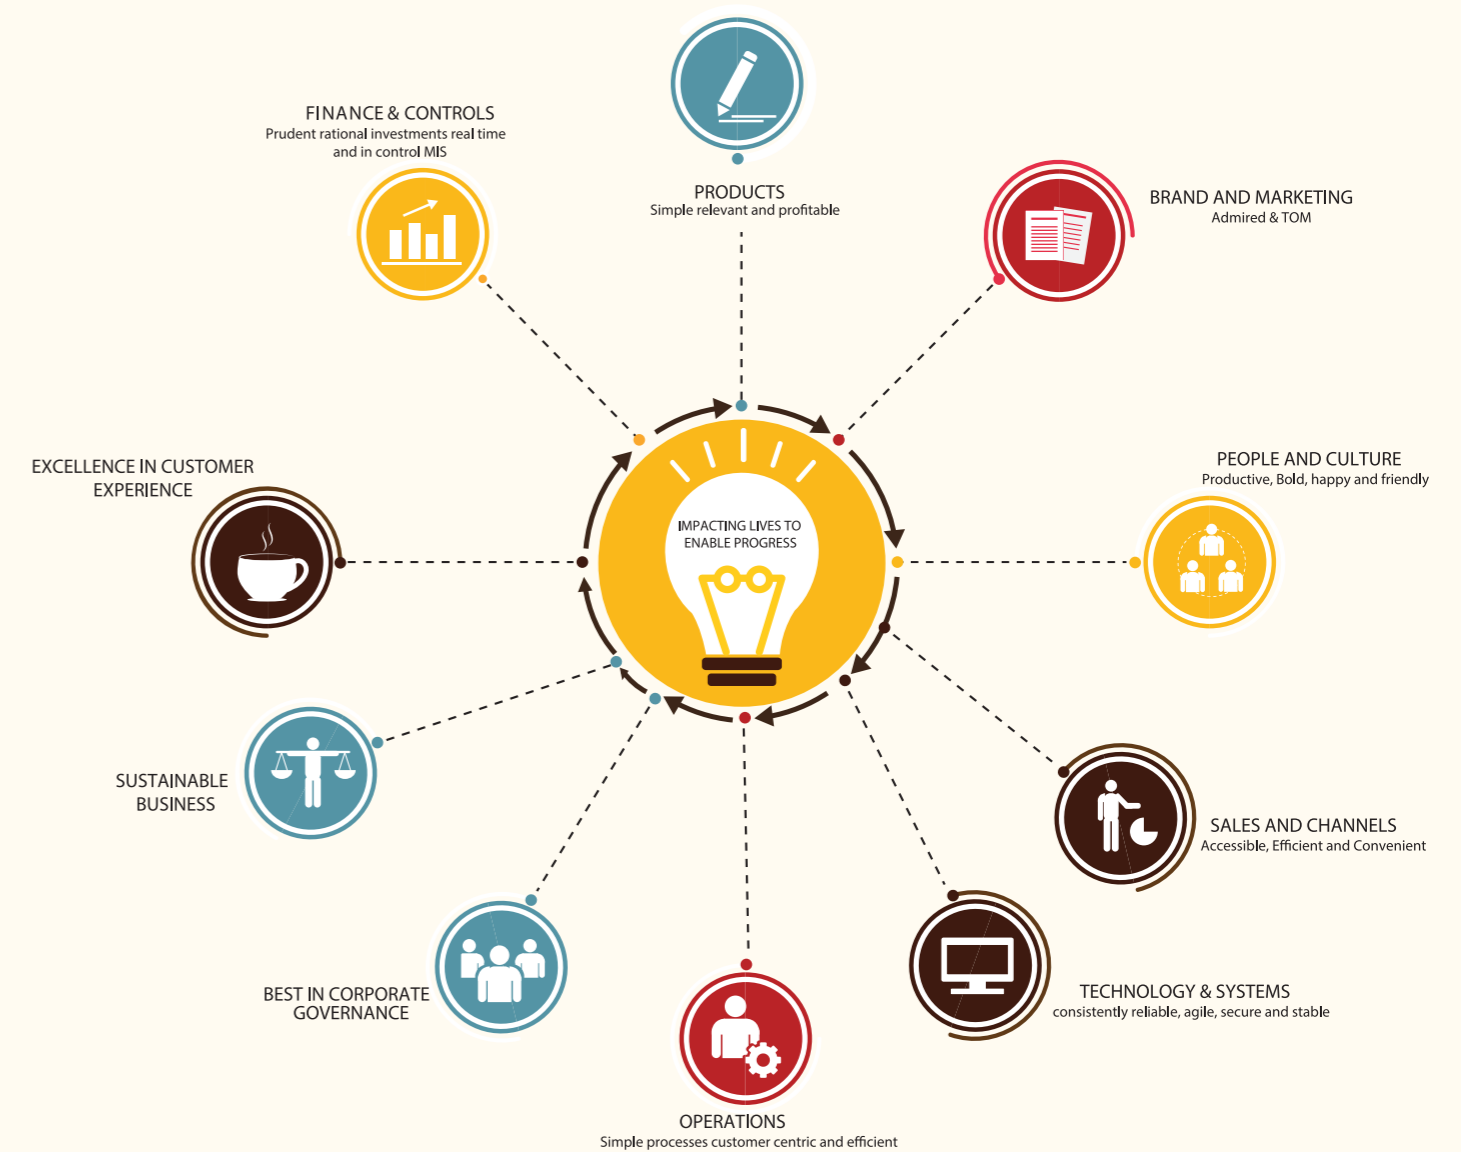 FINANCE & CONTROLS
Prudent rational investments real time
and in control MIS
PRODUCTS
Simple relevant and profitable
BRAND AND MARKETING
Admired & TOM
EXCELLENCE IN CUSTOMER
EXPERIENCE
IMPACTING LIVES TO
ENABLE PROGRESS
PEOPLE AND CULTURE
Productive, Bold, happy and friendly
SUSTAINABLE
BUSINESS
SALES AND CHANNELS
Accessible, Efficient and Convenient
BEST IN CORPORATE
GOVERNANCE
TECHNOLOGY & SYSTEMS
consistently reliable, agile, secure and stable
OPERATIONS
Simple processes customer centric and efficient